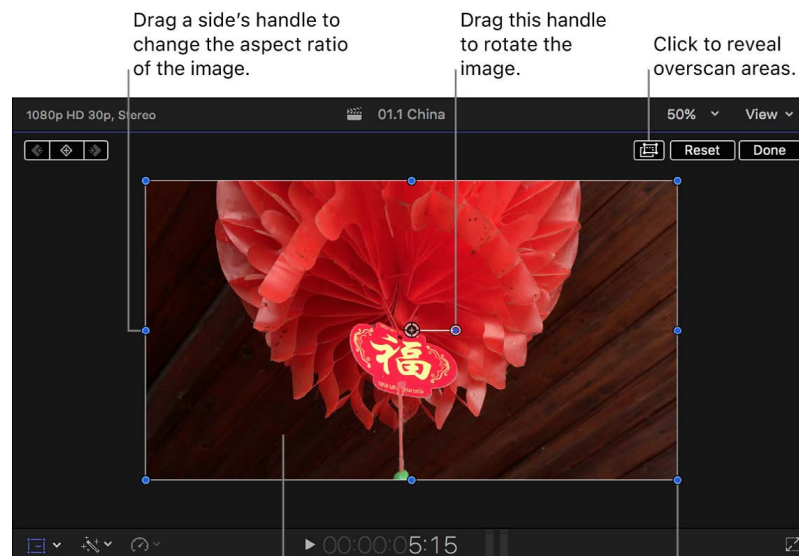 Drag a side's handle to
change the aspect ratio
of the image.
Drag this handle
to rotate the
image.
Click to reveal
overscan areas.
1080p HD 30p, Stereo
01.1 China
50%
View
Reset
Done
福
00:00:05:15